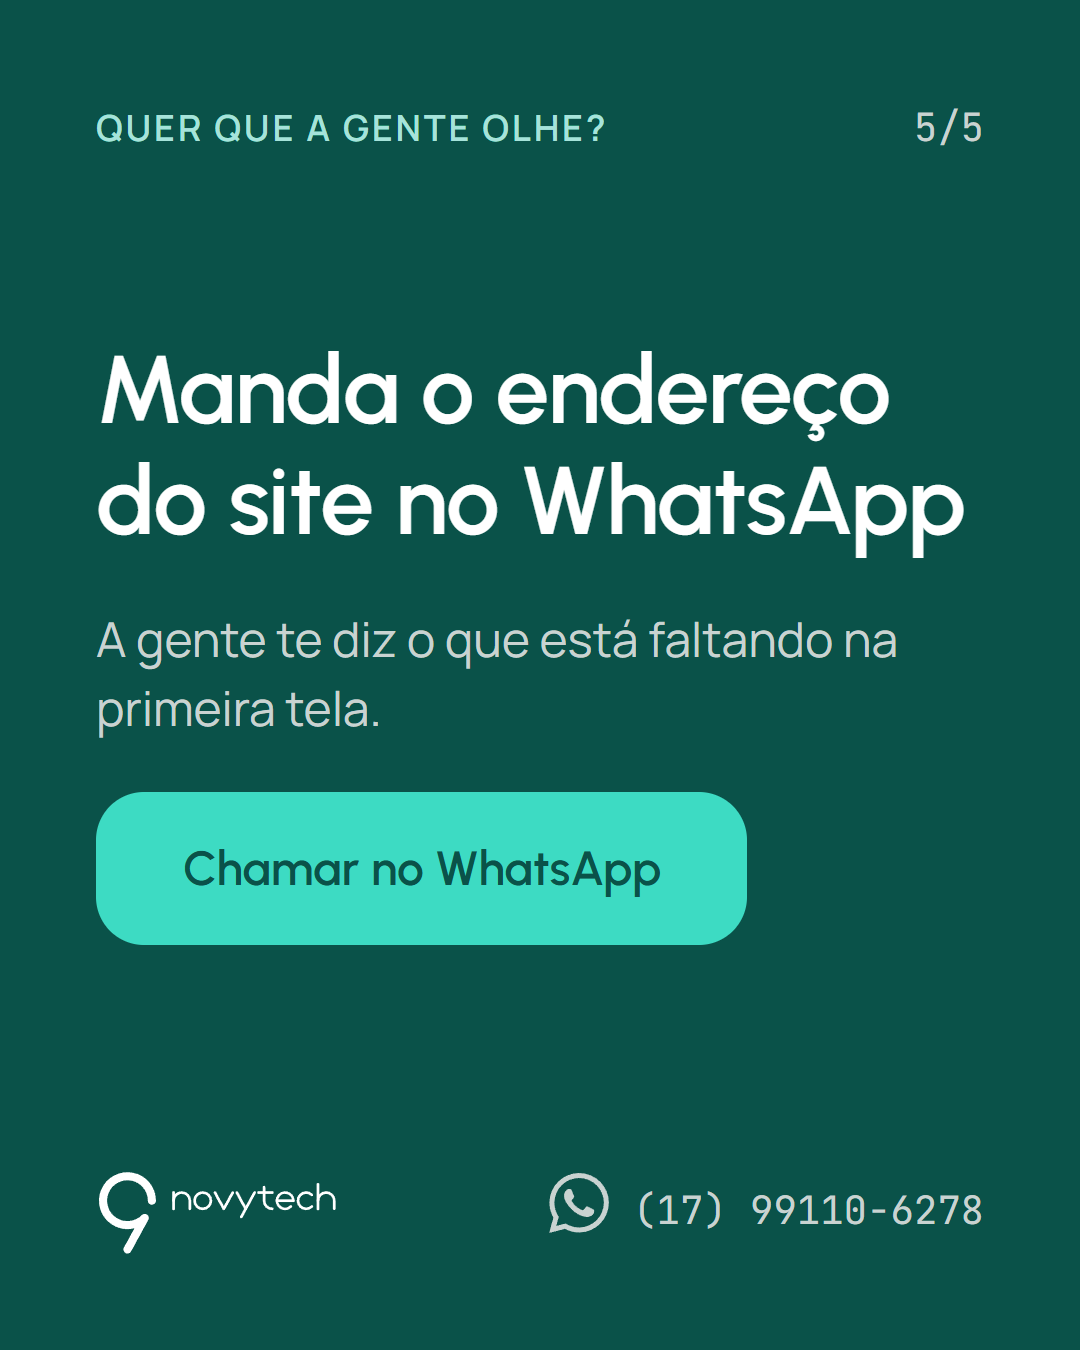 QUER QUE A GENTE OLHE?
5/5
Manda o endereço
do site no WhatsApp
A gente te diz o que está faltando na
primeira tela.
Chamar no WhatsApp
novytech
(17) 99110-6278